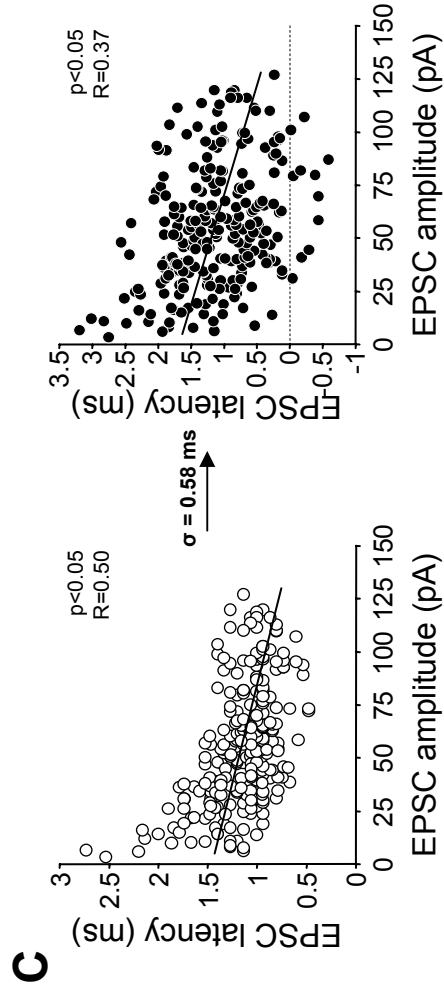 C
EPSC latency (ms)
3
2.5
2
1.5
1
0.5
0 25 50 75 100 125 150
EPSC amplitude (pA)
p<0.05
R=0.50
σ = 0.58 ms
EPSC latency (ms)
3.5
3
2.5
2
1.5
1
0.5
0
-0.5
-1
0 25 50 75 100 125 150
EPSC amplitude (pA)
p<0.05
R=0.37